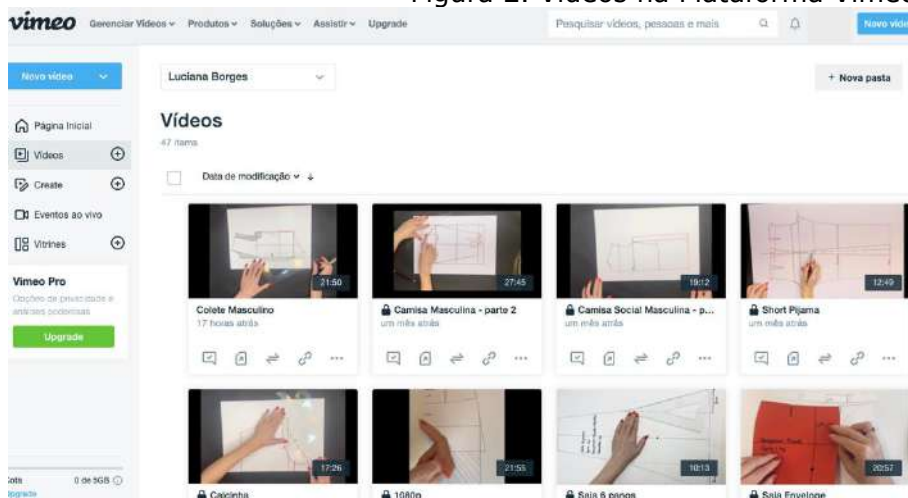 Figura 2: Vídeos na Plataforma Vimeo
vimeo Gerenciar Vídeos Produtos Soluções Assistir Upgrade Pesquisar vídeos, pessoas e mais Novo víde
Novo vídeo Luciana Borges + Nova pasta
Página Inicial
Vídeos
47 items
Vídeos
Create
Eventos ao vivo
Vitrines
Data de modificação ↓
21:50 27:45 19:12 12:49
Colete Masculino Camisa Masculina - parte 2 Camisa Social Masculina - p... Short Pijama
17 horas atrás um mês atrás um mês atrás um mês atrás
Vimeo Pro
Opções de privacidade e
análises poderosas
Upgrade
17:26 21:55 10:13 20:57
Calcinha 1080p Saia 6 panos Saia Envelope
0 de 5GB
Upgrade